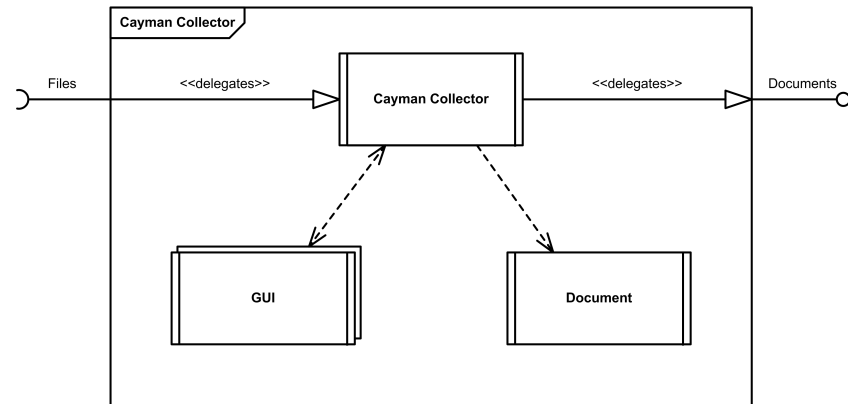 Cayman Collector
Files
<<delegates>>
Cayman Collector
<<delegates>>
Documents
GUI
Document